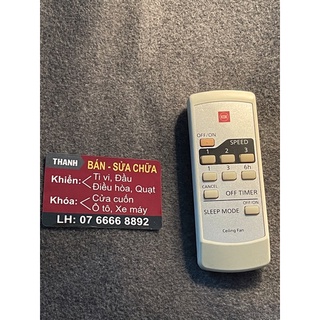 THANH
BÁN - SỬA CHỮA
Khiển: Ti vi, Đầu
Điều hòa, Quạt
Khóa: Cửa cuốn
Ô tô, Xe máy
LH: 07 6666 8892
KDK
OFF/ON
SPEED
1 2 3
1 3 6h
CANCEL
OFF TIMER
OFF/ON
SLEEP MODE
Ceiling Fan